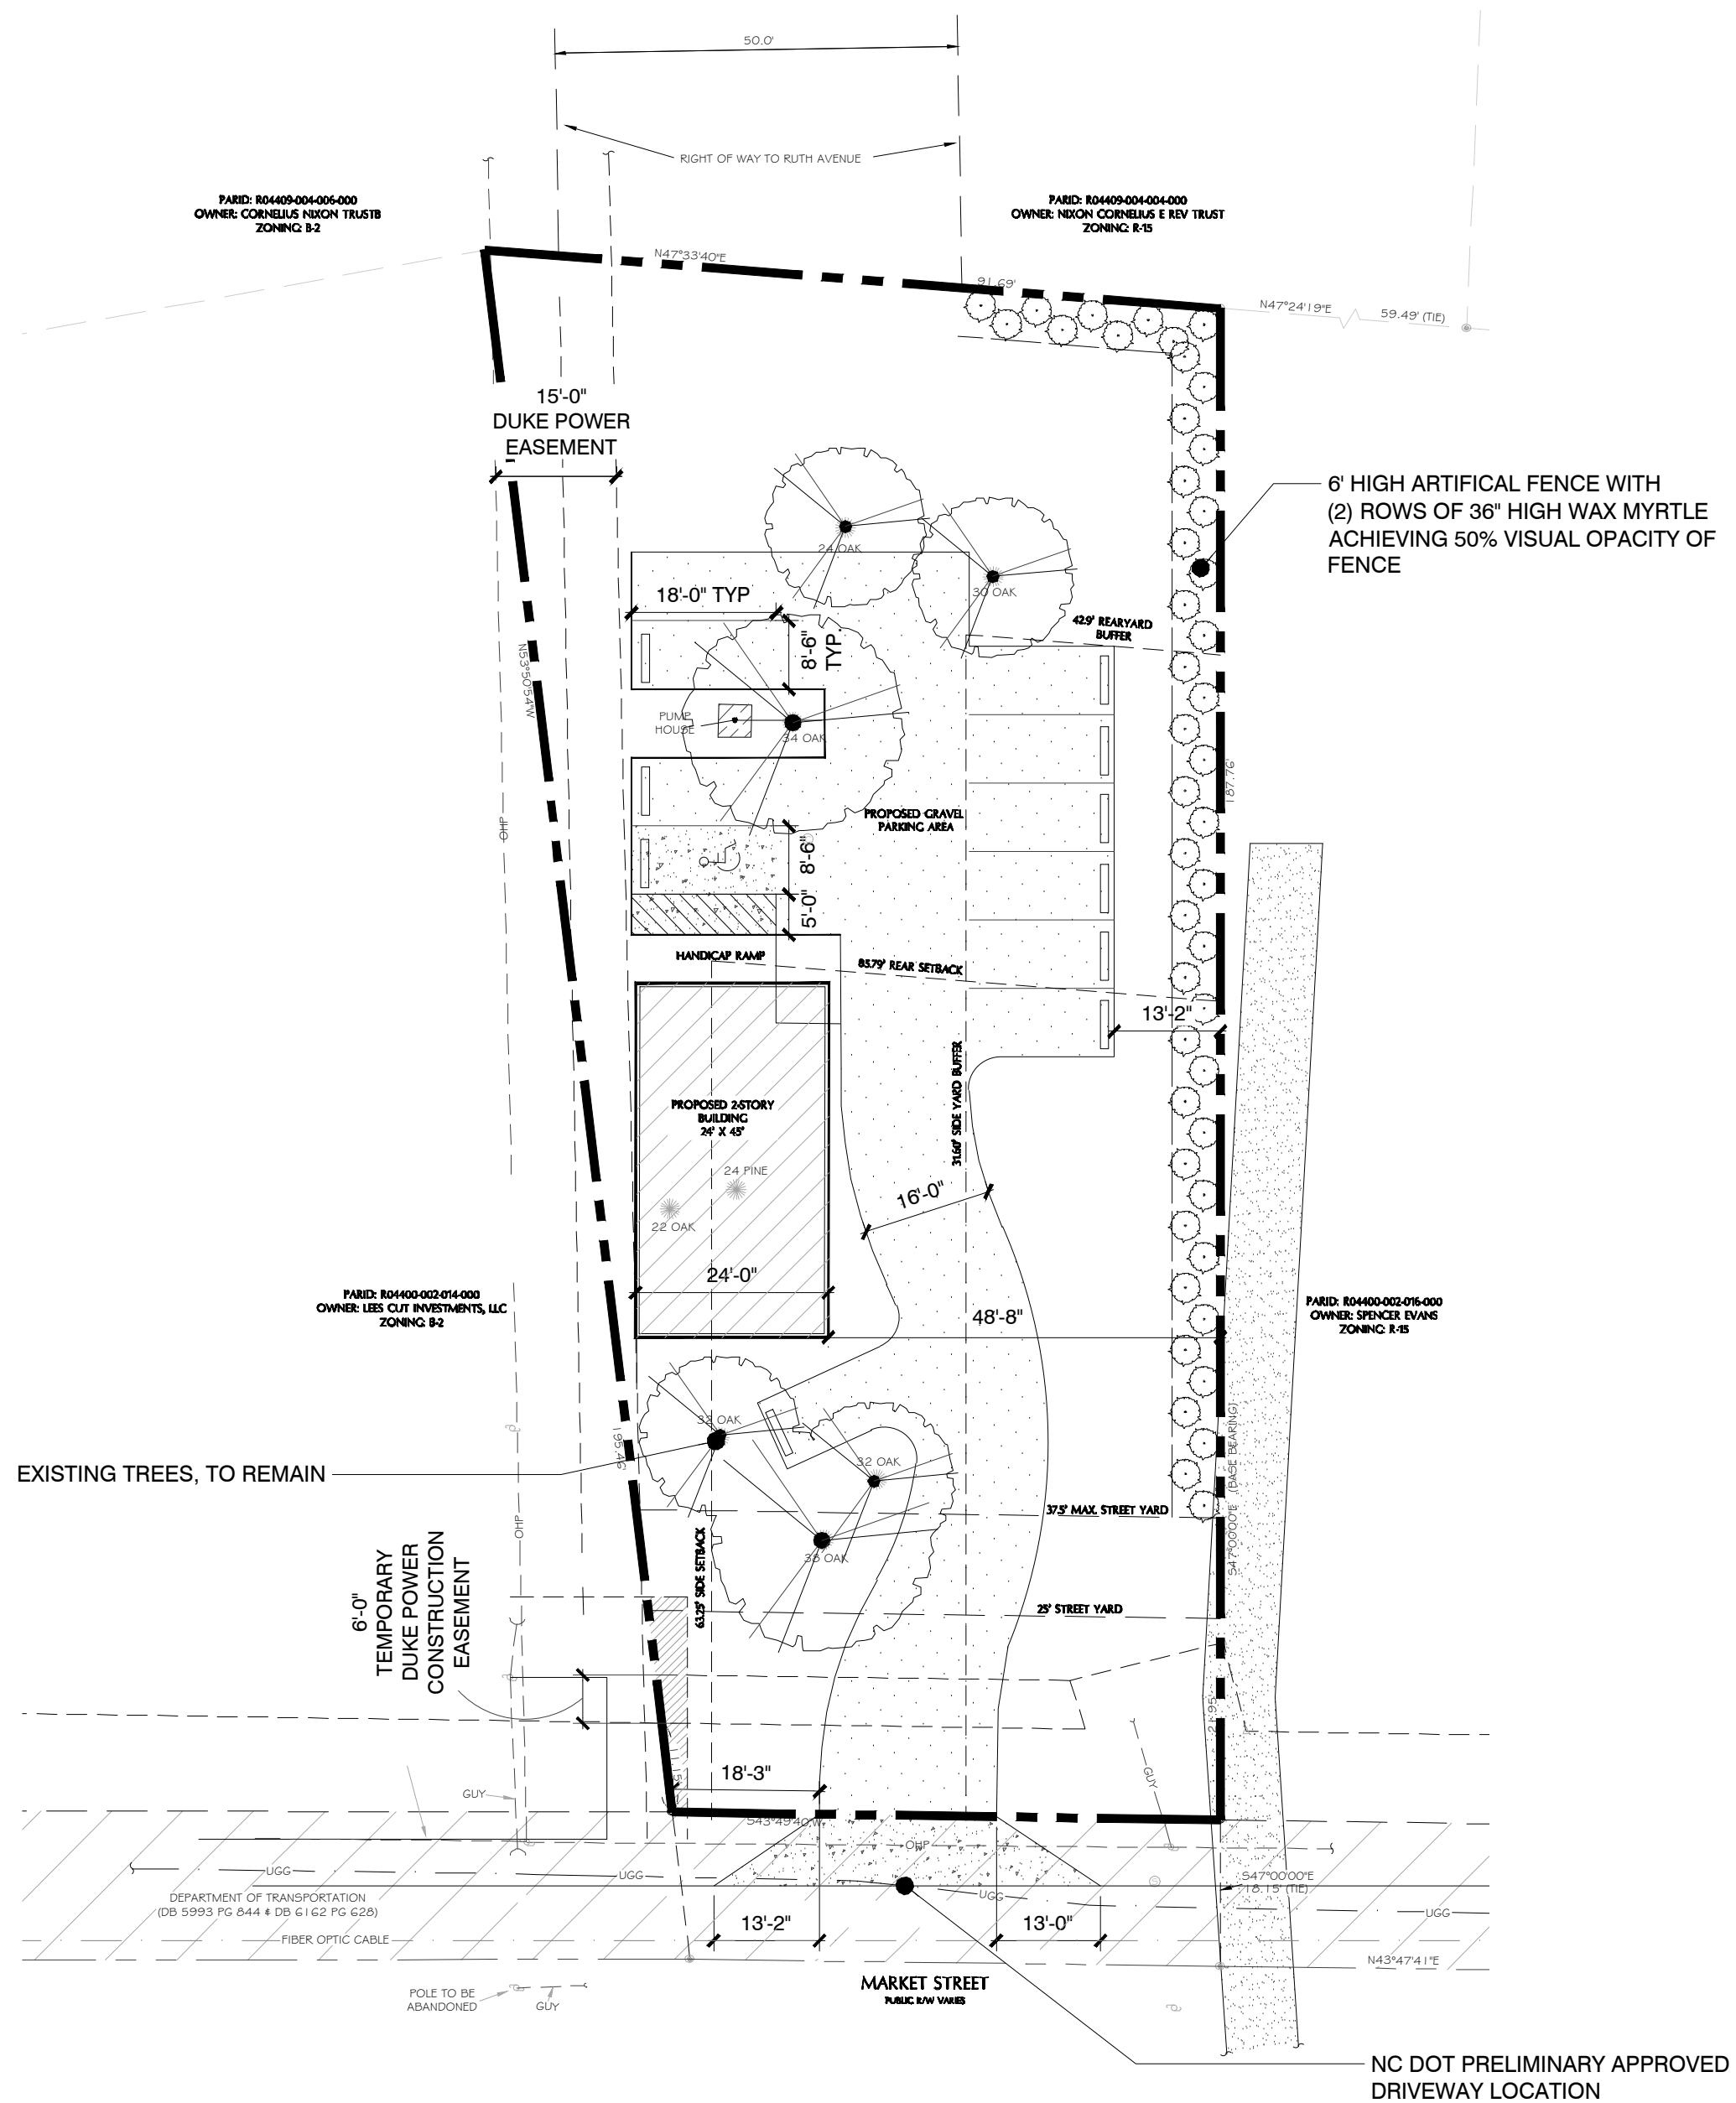 50.0'
RIGHT OF WAY TO RUTH AVENUE
PARID: R04409-004-006-000
OWNER: CORNELIUS NIXON TRUSTB
ZONING: B-2
PARID: R04409-004-004-000
OWNER: NIXON CORNELIUS E REV TRUST
ZONING: R-15
N47°33'40"E
91.69'
N47°24'19"E
59.49' (TIE)
15'-0"
DUKE POWER
EASEMENT
6' HIGH ARTIFICAL FENCE WITH
(2) ROWS OF 36" HIGH WAX MYRTLE
ACHIEVING 50% VISUAL OPACITY OF
FENCE
24 OAK
30 OAK
18'-0" TYP
8'-6"
TYP.
42.9' REARYARD
BUFFER
N53°50'54"W
PUMP
HOUSE
34 OAK
187.76'
OHP
PROPOSED GRAVEL
PARKING AREA
8'-6"
5'-0"
HANDICAP RAMP
85.79' REAR SETBACK
13'-2"
31.60' SIDE YARD BUFFER
PROPOSED 2-STORY
BUILDING
24' X 45'
24 PINE
22 OAK
16'-0"
24'-0"
48'-8"
PARID: R04400-002-014-000
OWNER: LEES CUT INVESTMENTS, LLC
ZONING: B-2
PARID: R04400-002-016-000
OWNER: SPENCER EVANS
ZONING: R-15
32 OAK
195.46'
EXISTING TREES, TO REMAIN
32 OAK
S47°00'00"E (BASE BEARING)
37.5' MAX. STREET YARD
38 OAK
OHP
63.25' SIDE SETBACK
25' STREET YARD
6'-0"
TEMPORARY
DUKE POWER
CONSTRUCTION
EASEMENT
21.95'
18'-3"
GUY
GUY
S43°49'40"W
OHP
UGG
UGG
UGG
UGG
DEPARTMENT OF TRANSPORTATION
(DB 5993 PG 844 & DB 6162 PG 628)
S47°00'00"E
18.15' (TIE)
13'-2"
13'-0"
FIBER OPTIC CABLE
N43°47'41"E
MARKET STREET
PUBLIC R/W VARIES
POLE TO BE
ABANDONED
GUY
NC DOT PRELIMINARY APPROVED
DRIVEWAY LOCATION